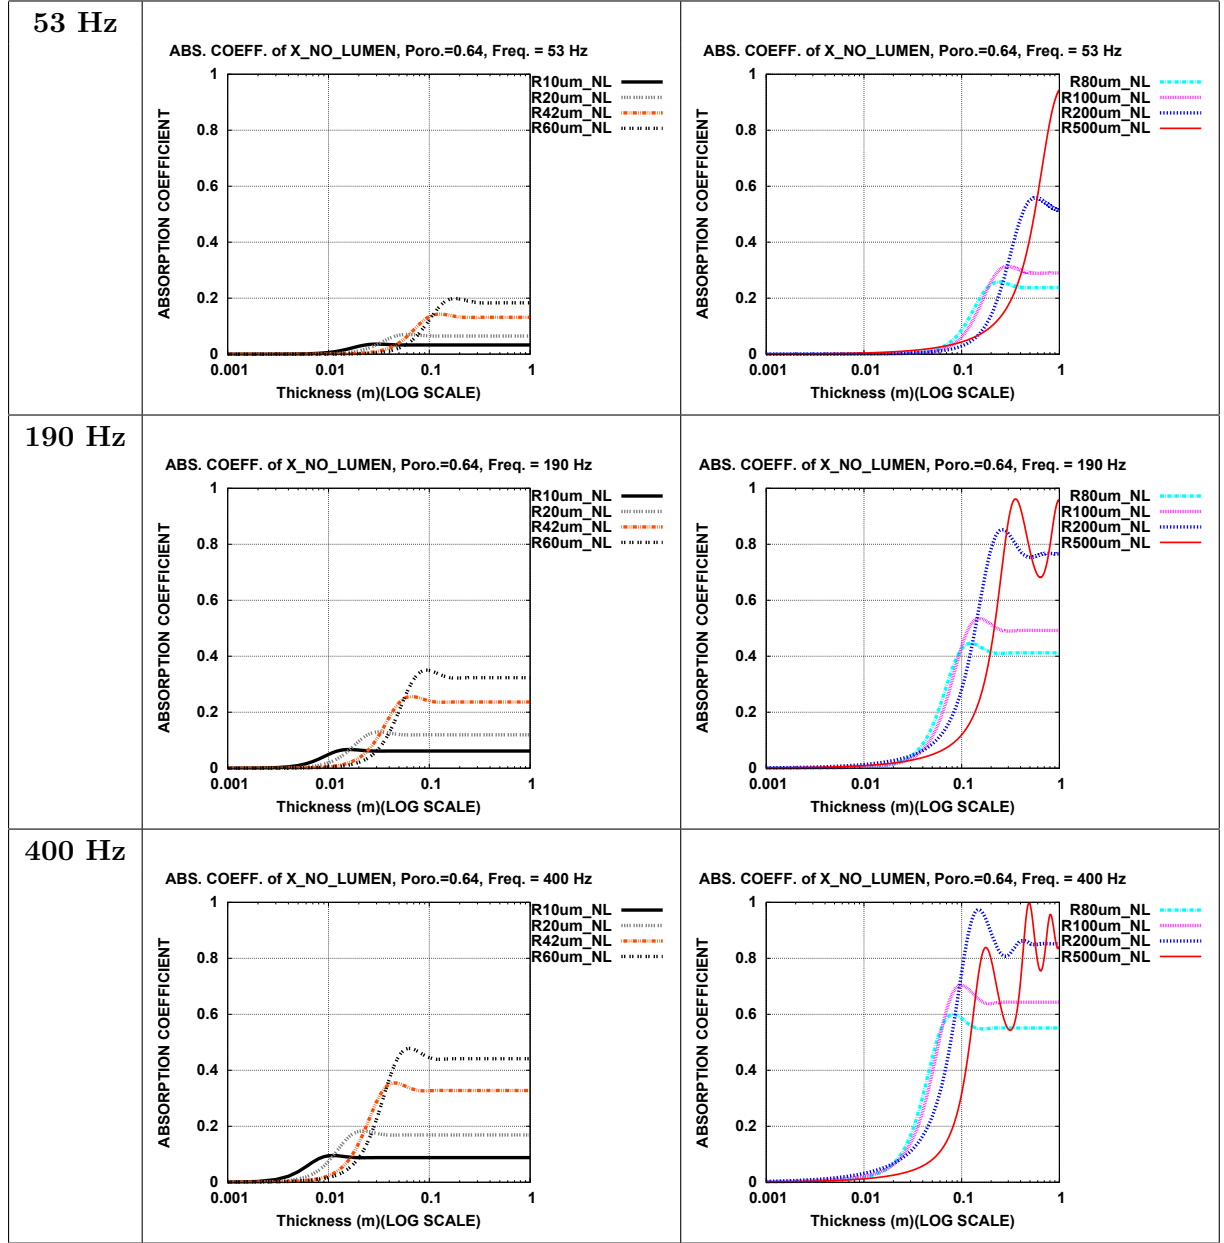 53 Hz
ABS. COEFF. of X_NO_LUMEN, Poro.=0.64, Freq. = 53 Hz
ABSORPTION COEFFICIENT
1
0.8
0.6
0.4
0.2
0
0.001
0.01
0.1
1
Thickness (m)(LOG SCALE)
R10um_NL
R20um_NL
R42um_NL
R60um_NL
ABS. COEFF. of X_NO_LUMEN, Poro.=0.64, Freq. = 53 Hz
ABSORPTION COEFFICIENT
1
0.8
0.6
0.4
0.2
0
0.001
0.01
0.1
1
Thickness (m)(LOG SCALE)
R80um_NL
R100um_NL
R200um_NL
R500um_NL
190 Hz
ABS. COEFF. of X_NO_LUMEN, Poro.=0.64, Freq. = 190 Hz
ABSORPTION COEFFICIENT
1
0.8
0.6
0.4
0.2
0
0.001
0.01
0.1
1
Thickness (m)(LOG SCALE)
R10um_NL
R20um_NL
R42um_NL
R60um_NL
ABS. COEFF. of X_NO_LUMEN, Poro.=0.64, Freq. = 190 Hz
ABSORPTION COEFFICIENT
1
0.8
0.6
0.4
0.2
0
0.001
0.01
0.1
1
Thickness (m)(LOG SCALE)
R80um_NL
R100um_NL
R200um_NL
R500um_NL
400 Hz
ABS. COEFF. of X_NO_LUMEN, Poro.=0.64, Freq. = 400 Hz
ABSORPTION COEFFICIENT
1
0.8
0.6
0.4
0.2
0
0.001
0.01
0.1
1
Thickness (m)(LOG SCALE)
R10um_NL
R20um_NL
R42um_NL
R60um_NL
ABS. COEFF. of X_NO_LUMEN, Poro.=0.64, Freq. = 400 Hz
ABSORPTION COEFFICIENT
1
0.8
0.6
0.4
0.2
0
0.001
0.01
0.1
1
Thickness (m)(LOG SCALE)
R80um_NL
R100um_NL
R200um_NL
R500um_NL